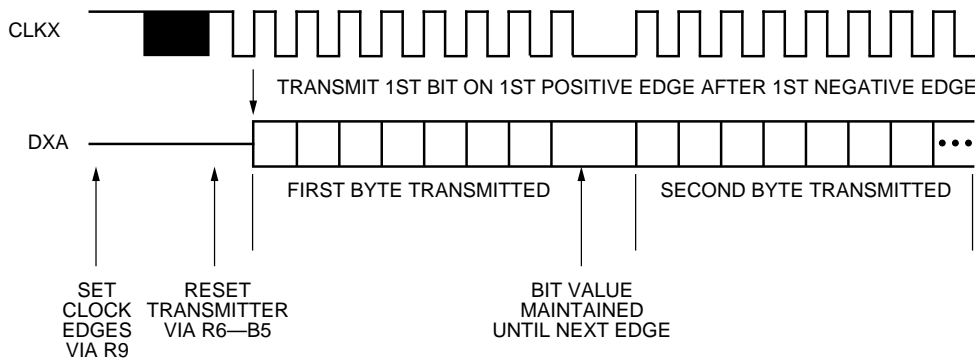 CLKX
TRANSMIT 1ST BIT ON 1ST POSITIVE EDGE AFTER 1ST NEGATIVE EDGE
DXA
FIRST BYTE TRANSMITTED
SECOND BYTE TRANSMITTED
SET
CLOCK
EDGES
VIA R9
RESET
TRANSMITTER
VIA R6—B5
BIT VALUE
MAINTAINED
UNTIL NEXT EDGE